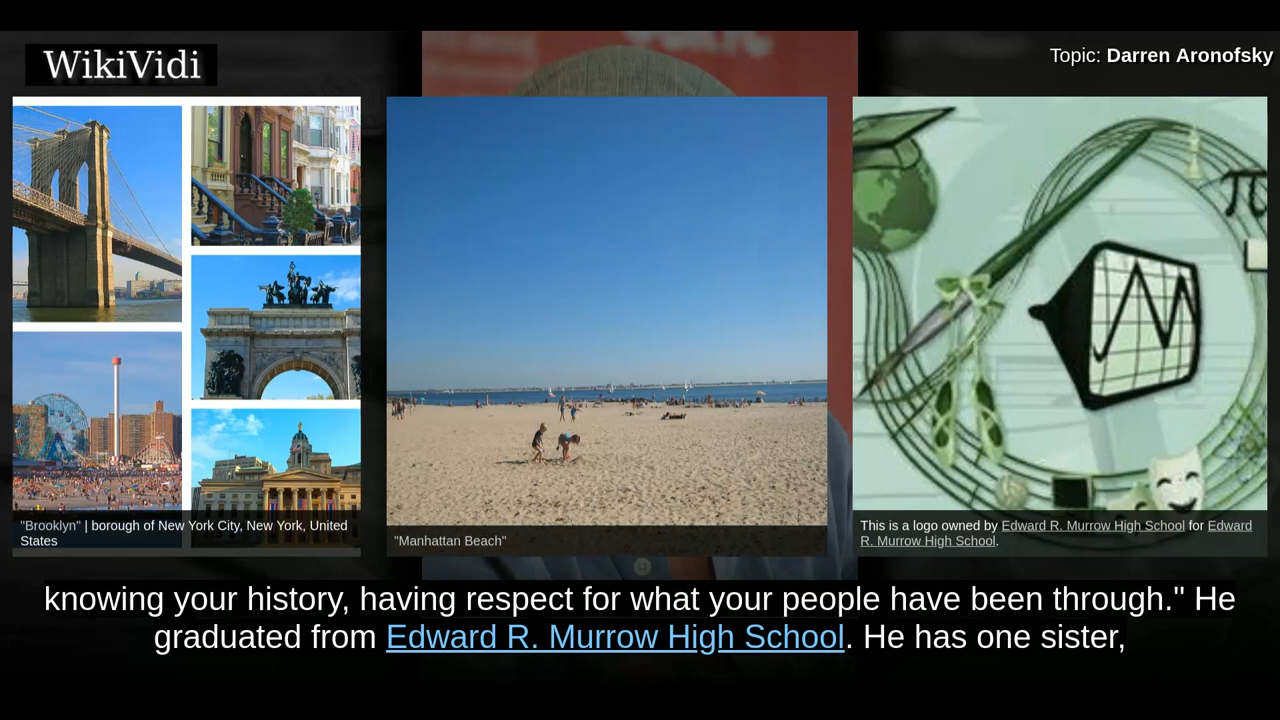 WikiVidi
Topic: Darren Aronofsky
"Brooklyn" | borough of New York City, New York, United
States
"Manhattan Beach"
This is a logo owned by Edward R. Murrow High School for Edward
R. Murrow High School.
knowing your history, having respect for what your people have been through." He
graduated from Edward R. Murrow High School. He has one sister,